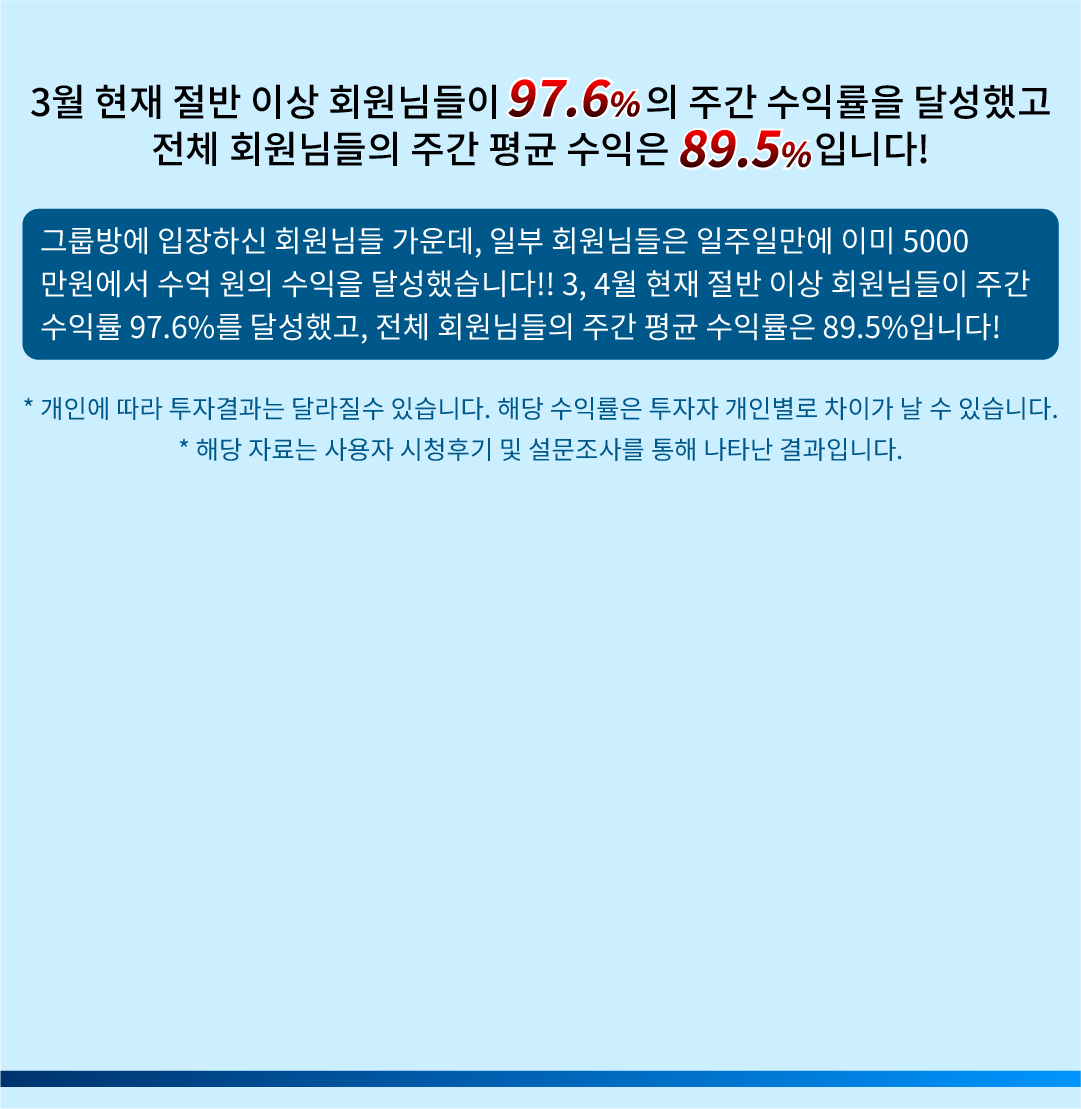 3월 현재 절반 이상 회원님들이 97.6%의 주간 수익률을 달성했고
전체 회원님들의 주간 평균 수익은 89.5%입니다!
그룹방에 입장하신 회원님들 가운데, 일부 회원님들은 일주일만에 이미 5000
만원에서 수억 원의 수익을 달성했습니다!! 3, 4월 현재 절반 이상 회원님들이 주간
수익률 97.6%를 달성했고, 전체 회원님들의 주간 평균 수익률은 89.5%입니다!
* 개인에 따라 투자결과는 달라질수 있습니다. 해당 수익률은 투자자 개인별로 차이가 날 수 있습니다.
* 해당 자료는 사용자 시청후기 및 설문조사를 통해 나타난 결과입니다.